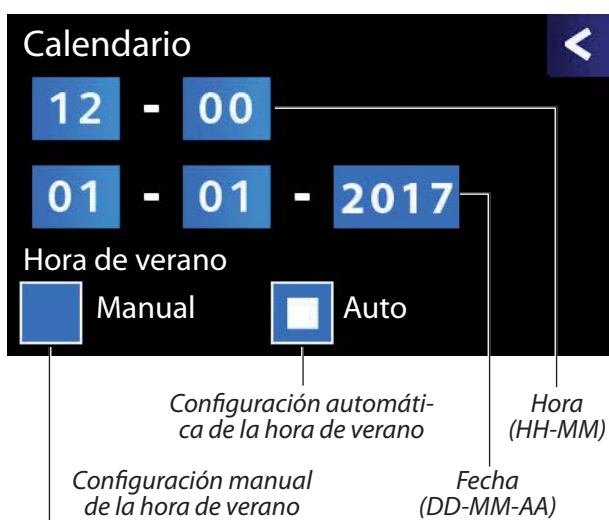 Calendario <
12 - 00
01 - 01 - 2017
Hora de verano
Manual Auto
Configuración automáti-
ca de la hora de verano
Hora
(HH-MM)
Configuración manual
de la hora de verano
Fecha
(DD-MM-AA)